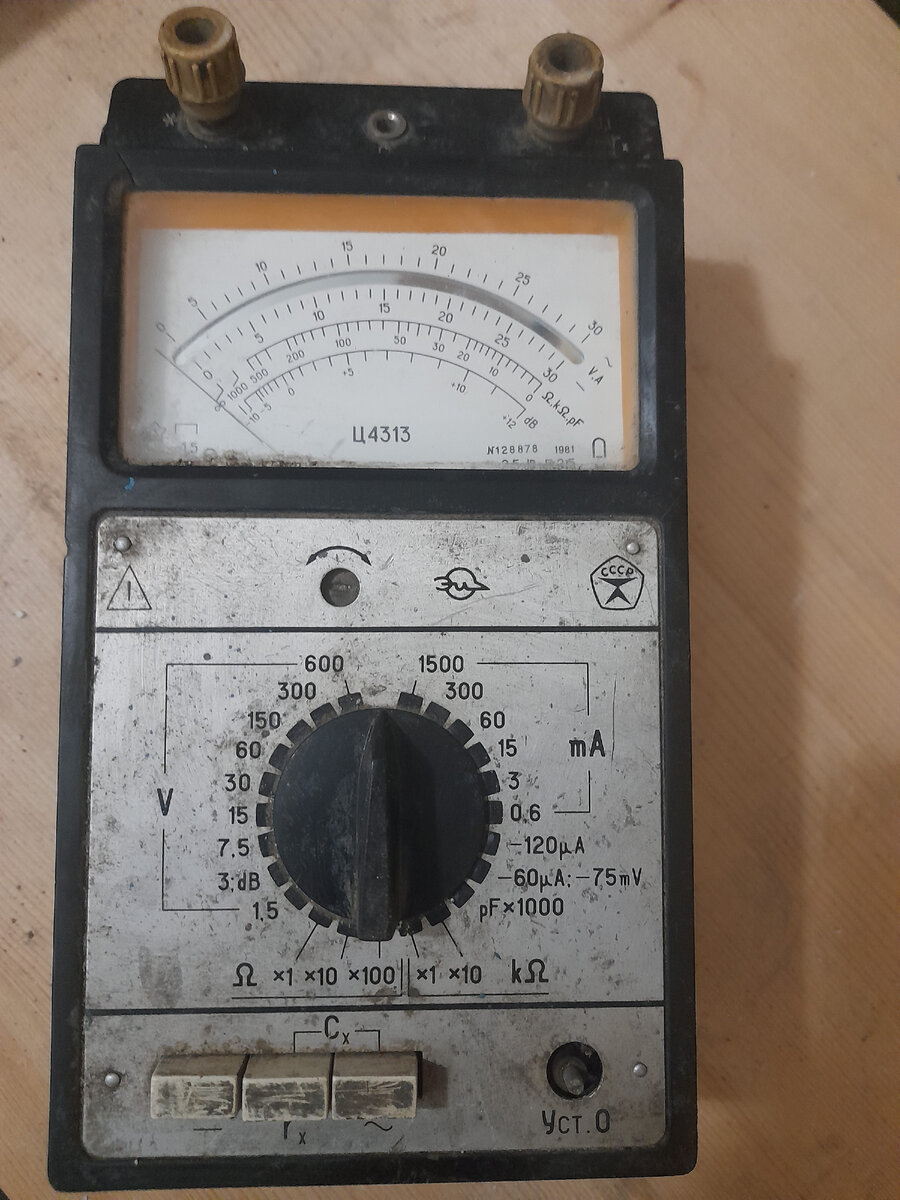 0 5 10 15 20 25 30 ~
0 5 10 15 20 25 30 —
V,A
∞ 1000 500 200 100 50 30 20 10 0 Ω,kΩ,pF
-10 -5 0 +5 +10 +12 dB
Ц4313
№128878 1981
1.5
СССР
600 1500
300 300
150 60
60 15 mA
30 3
V
15 0,6
7,5 -120µA
3;dB -60µA;-75mV
1,5 pF×1000
Ω ×1 ×10 ×100 ×1 ×10 kΩ
Cx
— rx ~
Уст.0